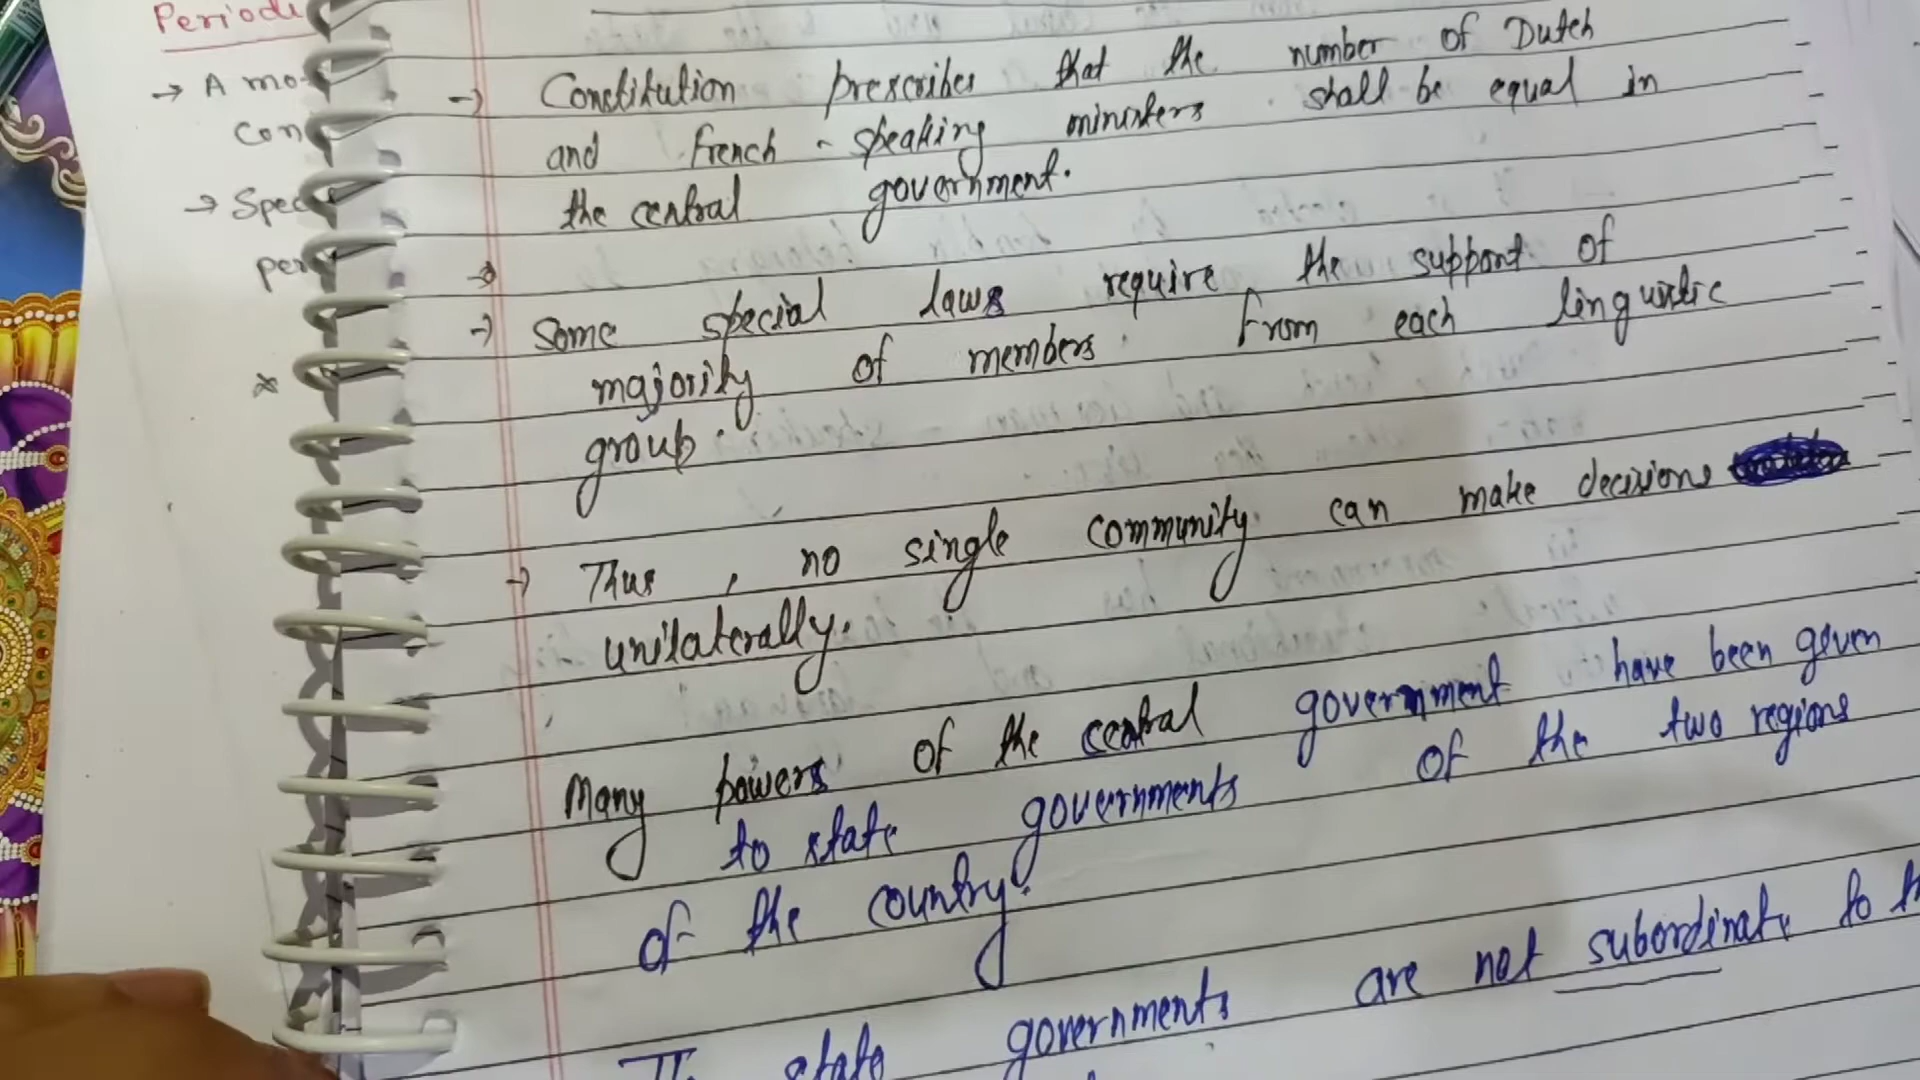 Periodi
→ A mo
con
→ Spec
per
→ Constitution prescribes that the number of Dutch
and French - speaking ministers shall be equal in
the central government.
→
→ Some special laws require the support of
majority of members From each linguistic
group.
→ Thus, no single community can make decisions
unilaterally.
Many powers of the central government have been given
to state governments of the two regions
of the country.
The state governments are not subordinate to th